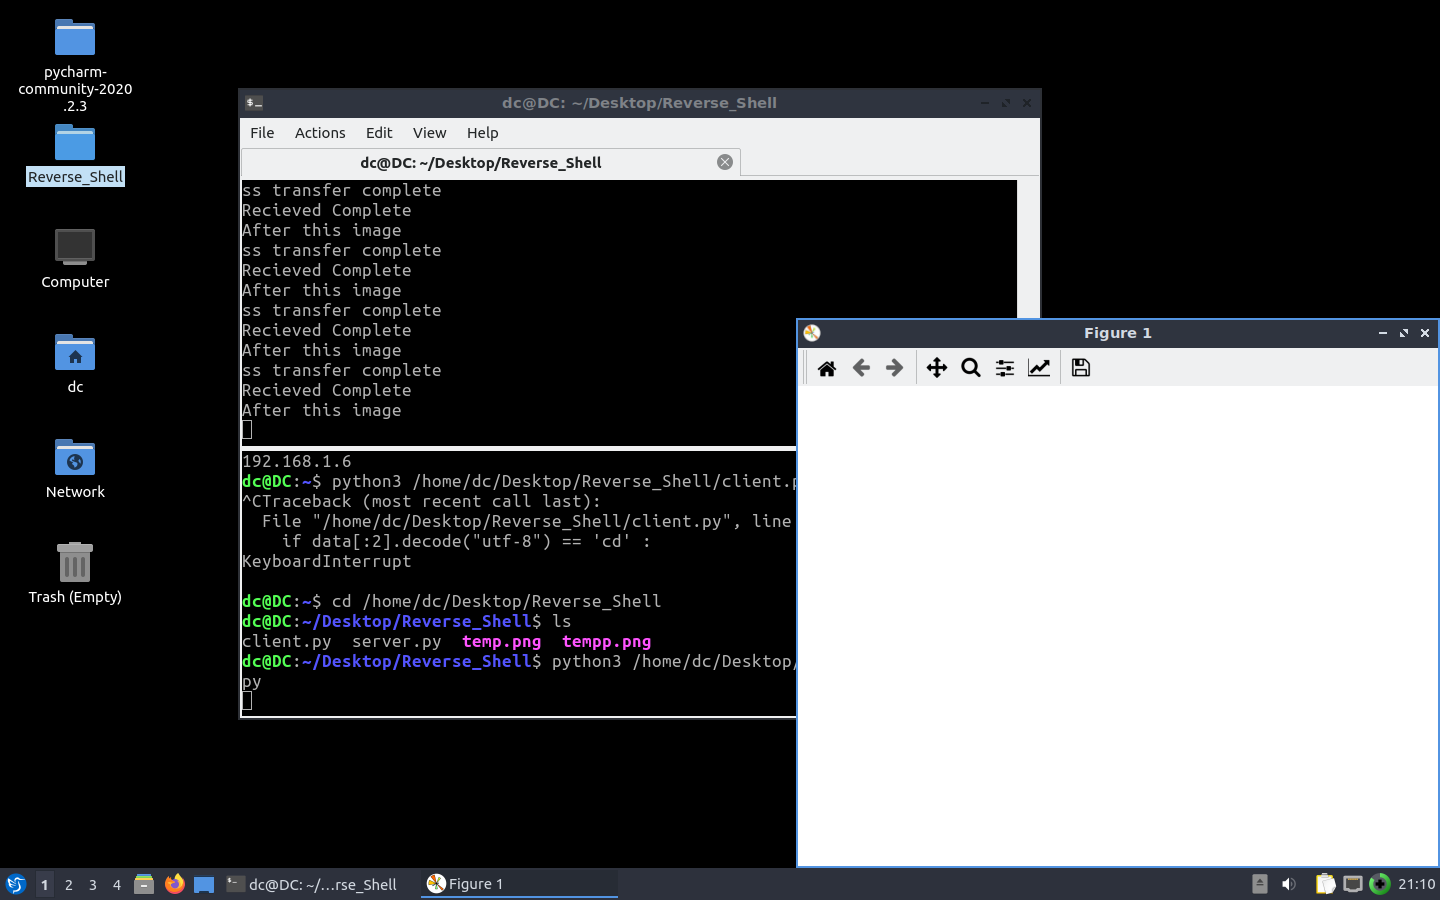 pycharm-
community-2020
.2.3
Reverse_Shell
Computer
dc
Network
Trash (Empty)
dc@DC: ~/Desktop/Reverse_Shell
File Actions Edit View Help
dc@DC: ~/Desktop/Reverse_Shell
ss transfer complete
Recieved Complete
After this image
ss transfer complete
Recieved Complete
After this image
ss transfer complete
Recieved Complete
After this image
ss transfer complete
Recieved Complete
After this image
192.168.1.6
dc@DC:~$ python3 /home/dc/Desktop/Reverse_Shell/client.p
^CTraceback (most recent call last):
  File "/home/dc/Desktop/Reverse_Shell/client.py", line
    if data[:2].decode("utf-8") == 'cd' :
KeyboardInterrupt
dc@DC:~$ cd /home/dc/Desktop/Reverse_Shell
dc@DC:~/Desktop/Reverse_Shell$ ls
client.py  server.py  temp.png  tempp.png
dc@DC:~/Desktop/Reverse_Shell$ python3 /home/dc/Desktop/
py
Figure 1
1 2 3 4 dc@DC: ~/…rse_Shell Figure 1 21:10